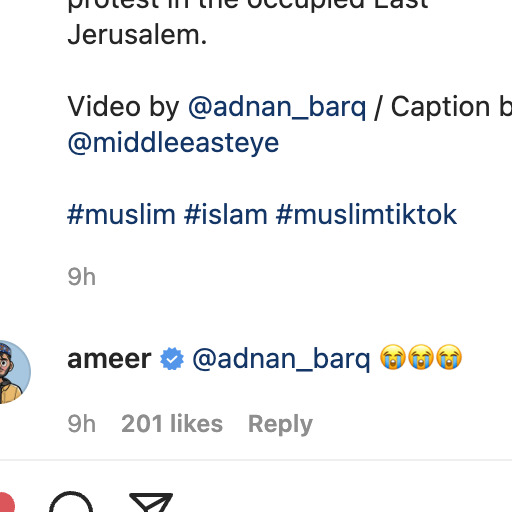 protest in the occupied East
Jerusalem.
Video by @adnan_barq / Caption b
@middleeasteye
#muslim #islam #muslimtiktok
9h
ameer @adnan_barq 😭😭😭
9h 201 likes Reply